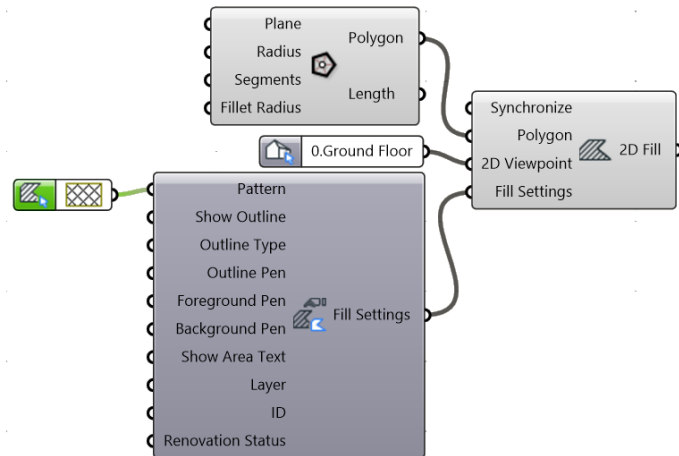 Plane
Radius
Segments
Fillet Radius
Polygon
Length
0.Ground Floor
Synchronize
Polygon
2D Viewpoint
Fill Settings
2D Fill
Pattern
Show Outline
Outline Type
Outline Pen
Foreground Pen
Background Pen
Show Area Text
Layer
ID
Renovation Status
Fill Settings